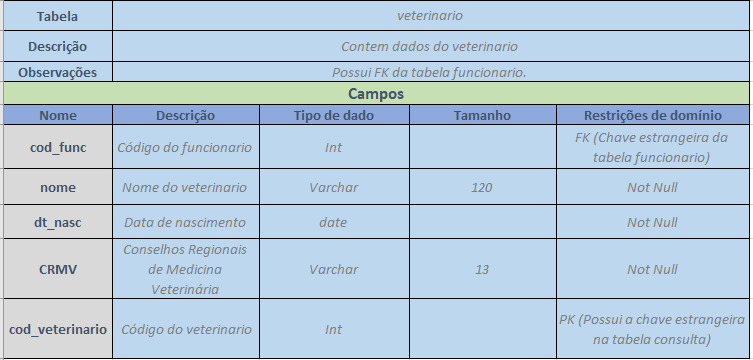 Tabela veterinario
Descrição Contem dados do veterinario
Observações Possui FK da tabela funcionario.
Campos
Nome Descrição Tipo de dado Tamanho Restrições de domínio
cod_func Código do funcionario Int FK (Chave estrangeira da
tabela funcionario)
nome Nome do veterinario Varchar 120 Not Null
dt_nasc Data de nascimento date Not Null
CRMV Conselhos Regionais
de Medicina
Veterinária Varchar 13 Not Null
cod_veterinario Código do veterinario Int PK (Possui a chave estrangeira
na tabela consulta)